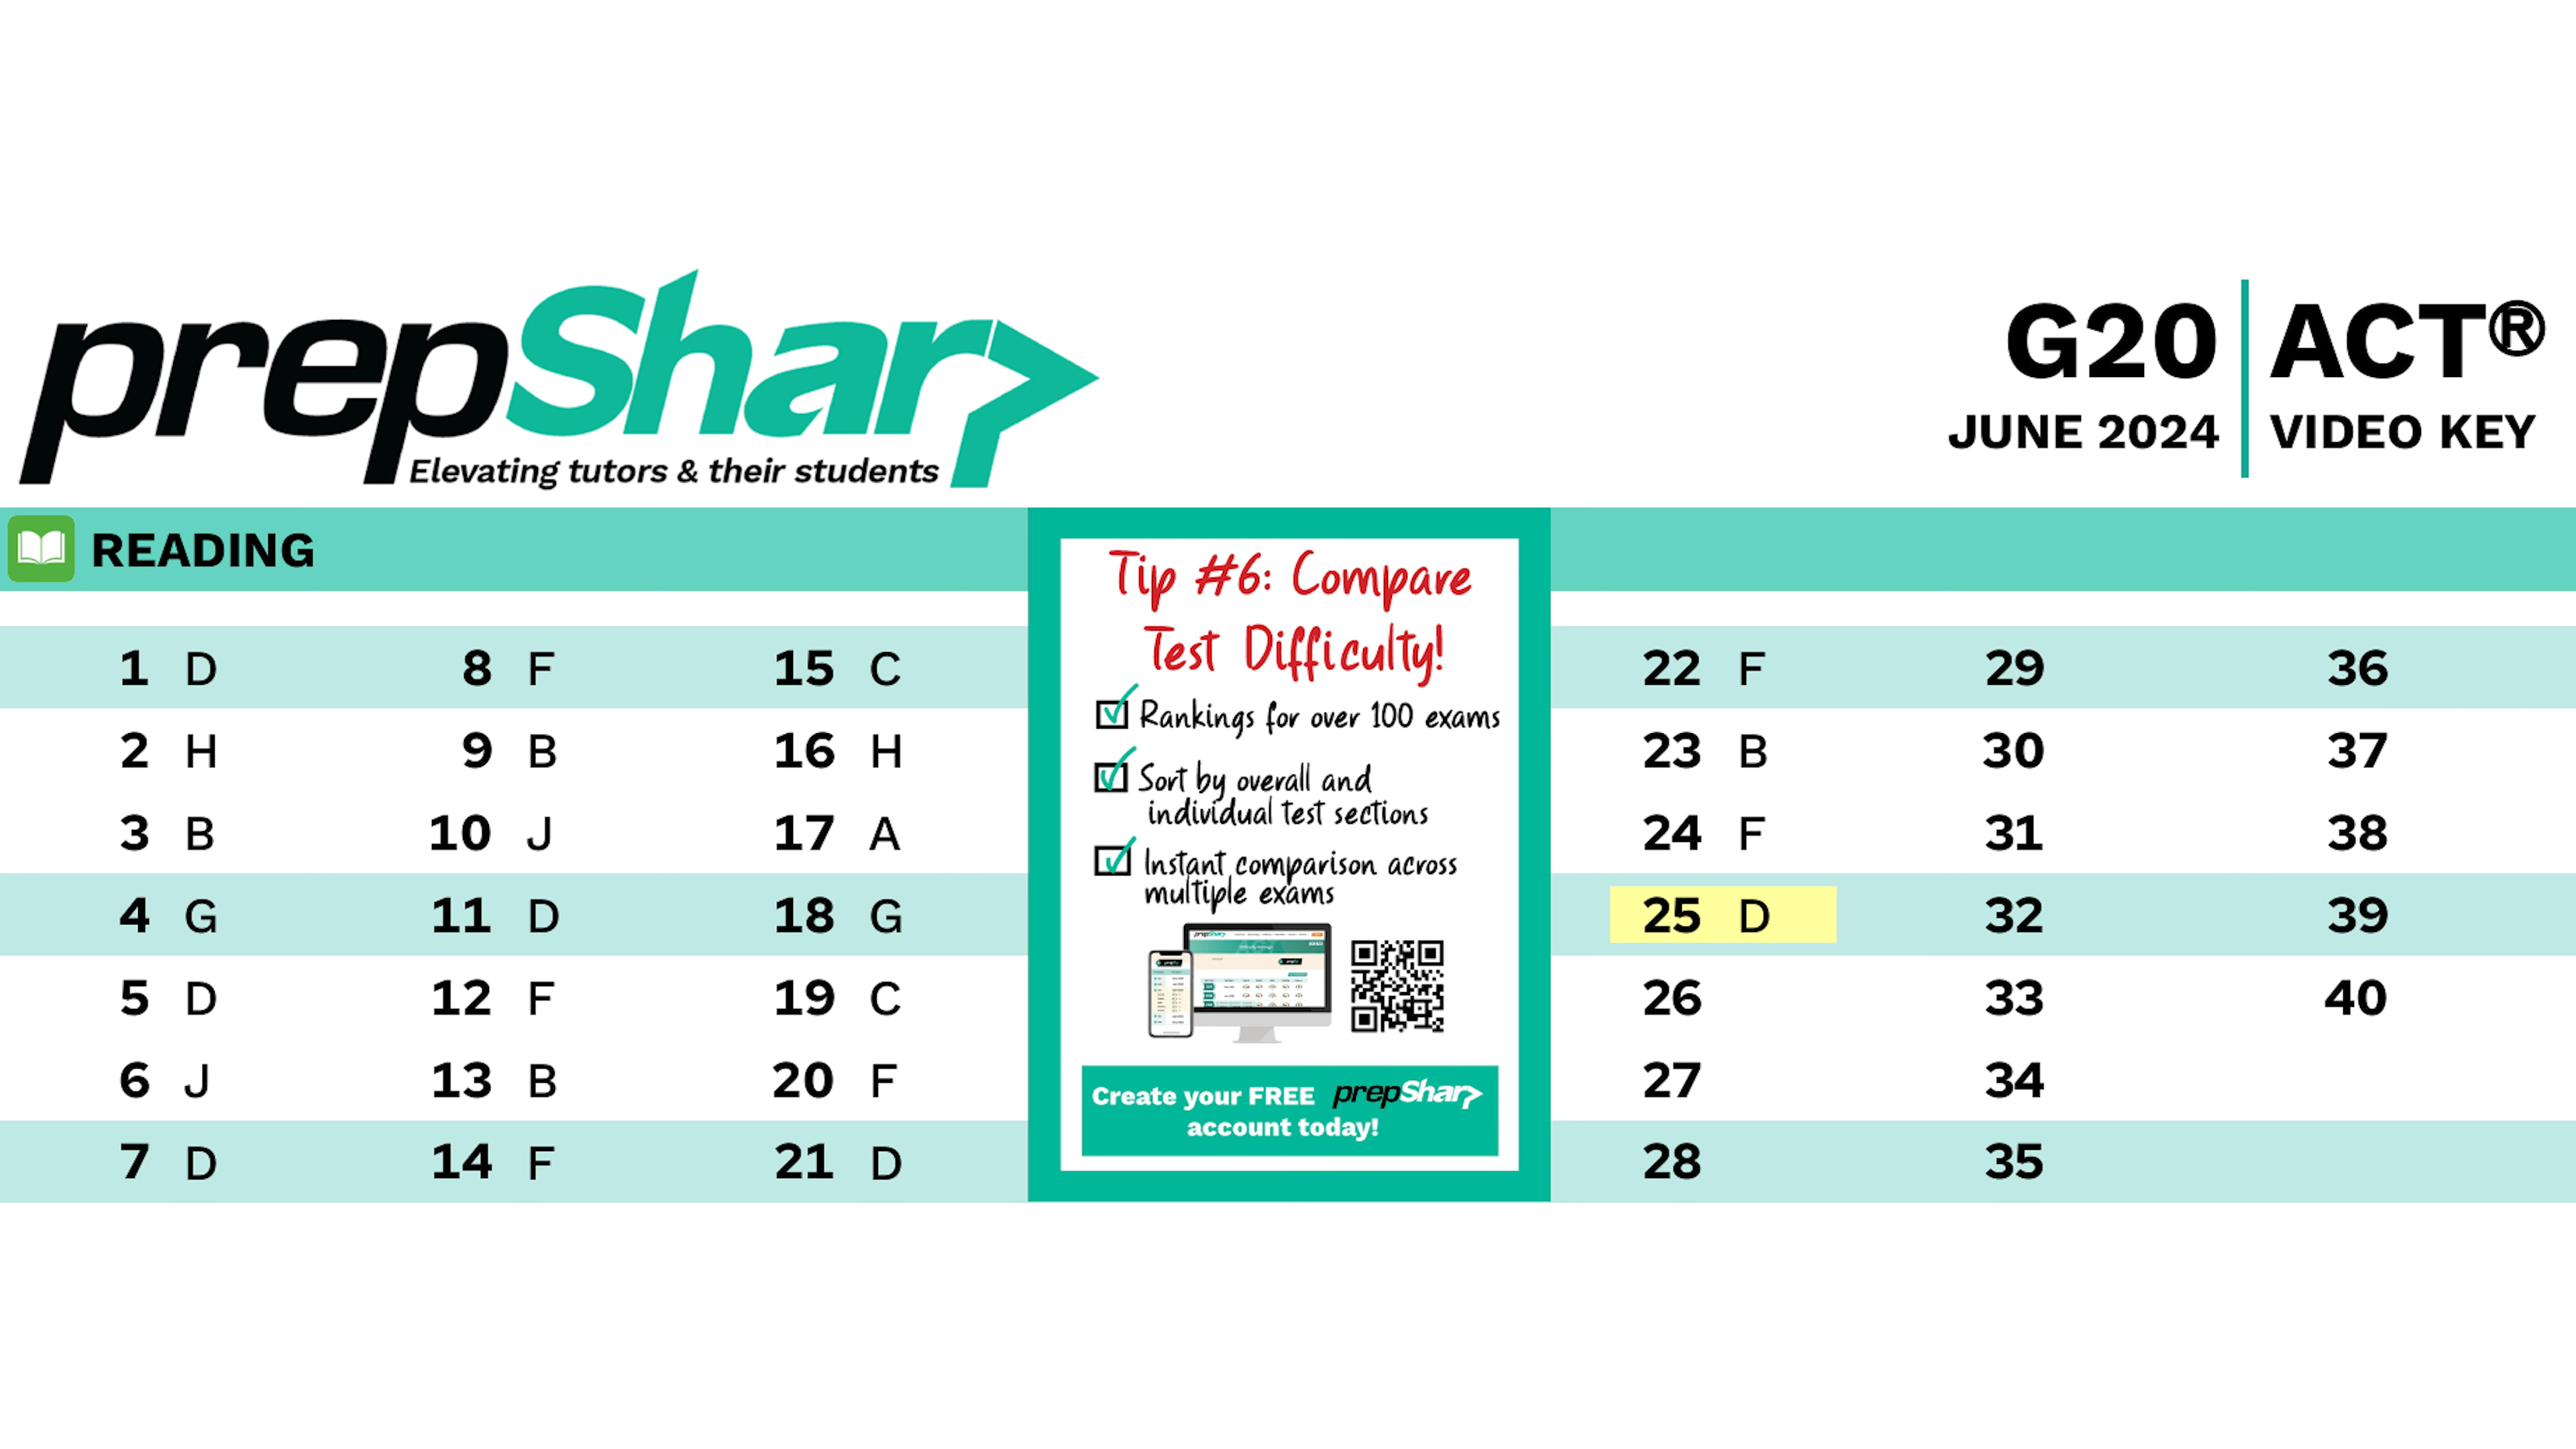 prepSharp
Elevating tutors & their students
G20 ACT®
JUNE 2024 VIDEO KEY
READING
1 D 8 F 15 C
2 H 9 B 16 H
3 B 10 J 17 A
4 G 11 D 18 G
5 D 12 F 19 C
6 J 13 B 20 F
7 D 14 F 21 D
Tip #6: Compare
Test Difficulty!
Rankings for over 100 exams
Sort by overall and
individual test sections
Instant comparison across
multiple exams
Create your FREE prepSharp
account today!
22 F 29 36
23 B 30 37
24 F 31 38
25 D 32 39
26 33 40
27 34
28 35